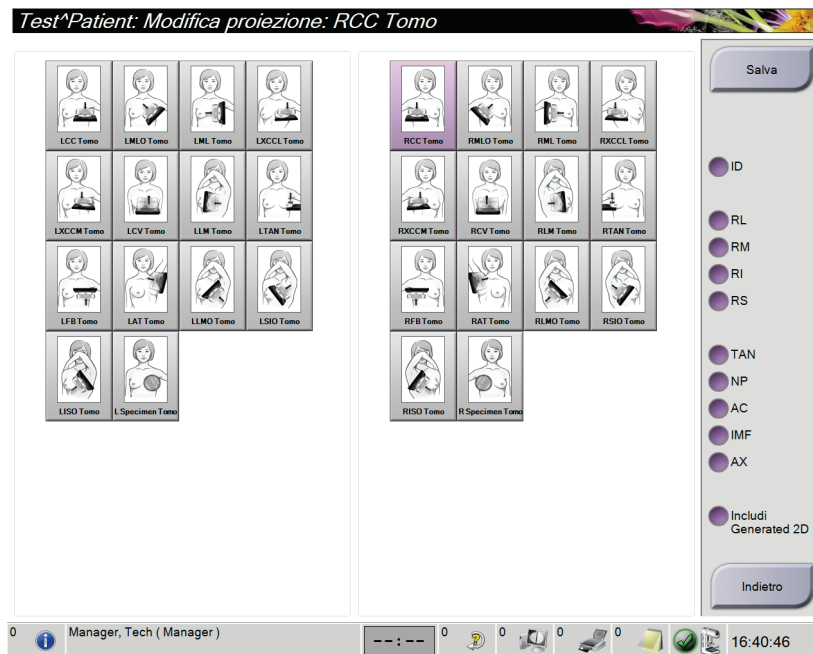 Test^Patient: Modifica proiezione: RCC Tomo
LCC Tomo LMLO Tomo LML Tomo LXCCL Tomo
LXCCM Tomo LCV Tomo LLM Tomo LTAN Tomo
LFB Tomo LAT Tomo LLMO Tomo LSIO Tomo
LISO Tomo L Specimen Tomo
RCC Tomo RMLO Tomo RML Tomo RXCCL Tomo
RXCCM Tomo RCV Tomo RLM Tomo RTAN Tomo
RFB Tomo RAT Tomo RLMO Tomo RSIO Tomo
RISO Tomo R Specimen Tomo
Salva
ID
RL
RM
RI
RS
TAN
NP
AC
IMF
AX
Includi
Generated 2D
Indietro
0 Manager, Tech ( Manager ) --:-- 0 0 0 0 16:40:46